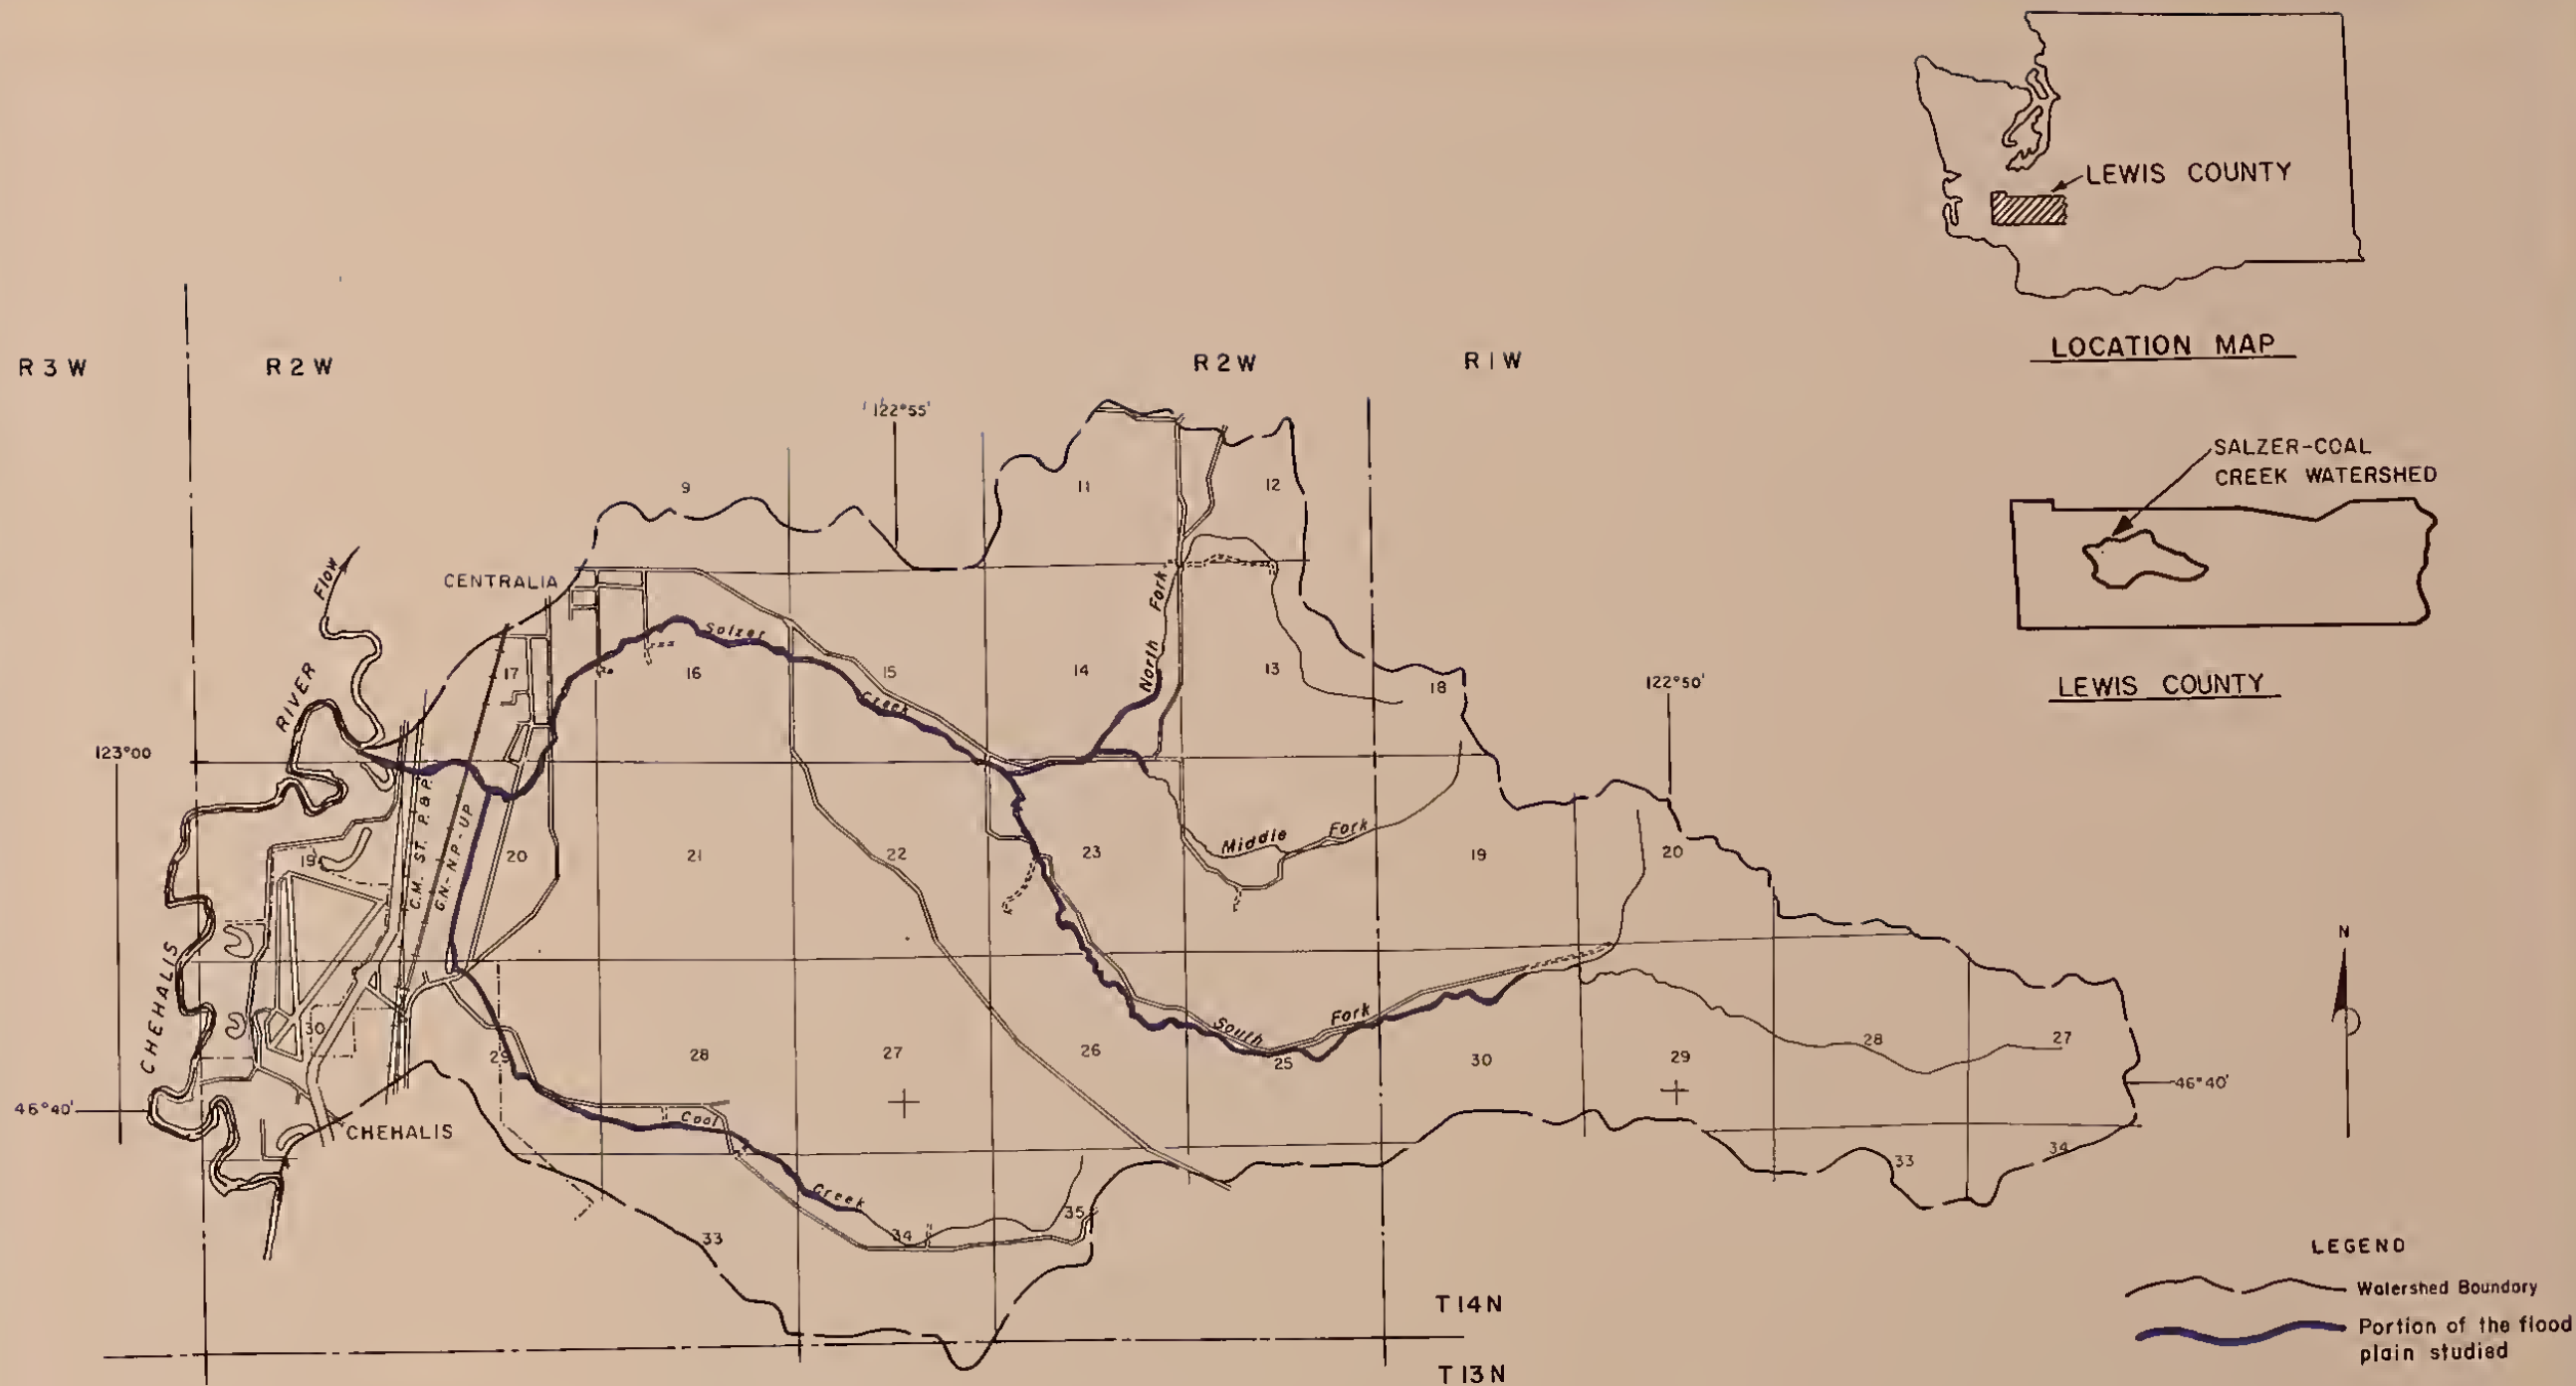 LEWIS COUNTY
LOCATION MAP
R 3 W
R 2 W
R 2 W
R 1 W
122°55'
SALZER-COAL
CREEK WATERSHED
LEWIS COUNTY
9
11
12
Flow
CENTRALIA
RIVER
Salzer
North Fork
17
16
15
14
13
18
Creek
122°50'
123°00
C.M. ST. P. & P.
G.N.-N.P.-UP
19
20
21
22
23
Middle Fork
19
20
CHEHALIS
N
South Fork
30
29
28
27
26
25
30
29
28
27
46°40'
46°40'
CHEHALIS
Coal
Creek
33
34
35
33
34
T 14 N
T 13 N
LEGEND
Watershed Boundary
Portion of the flood
plain studied